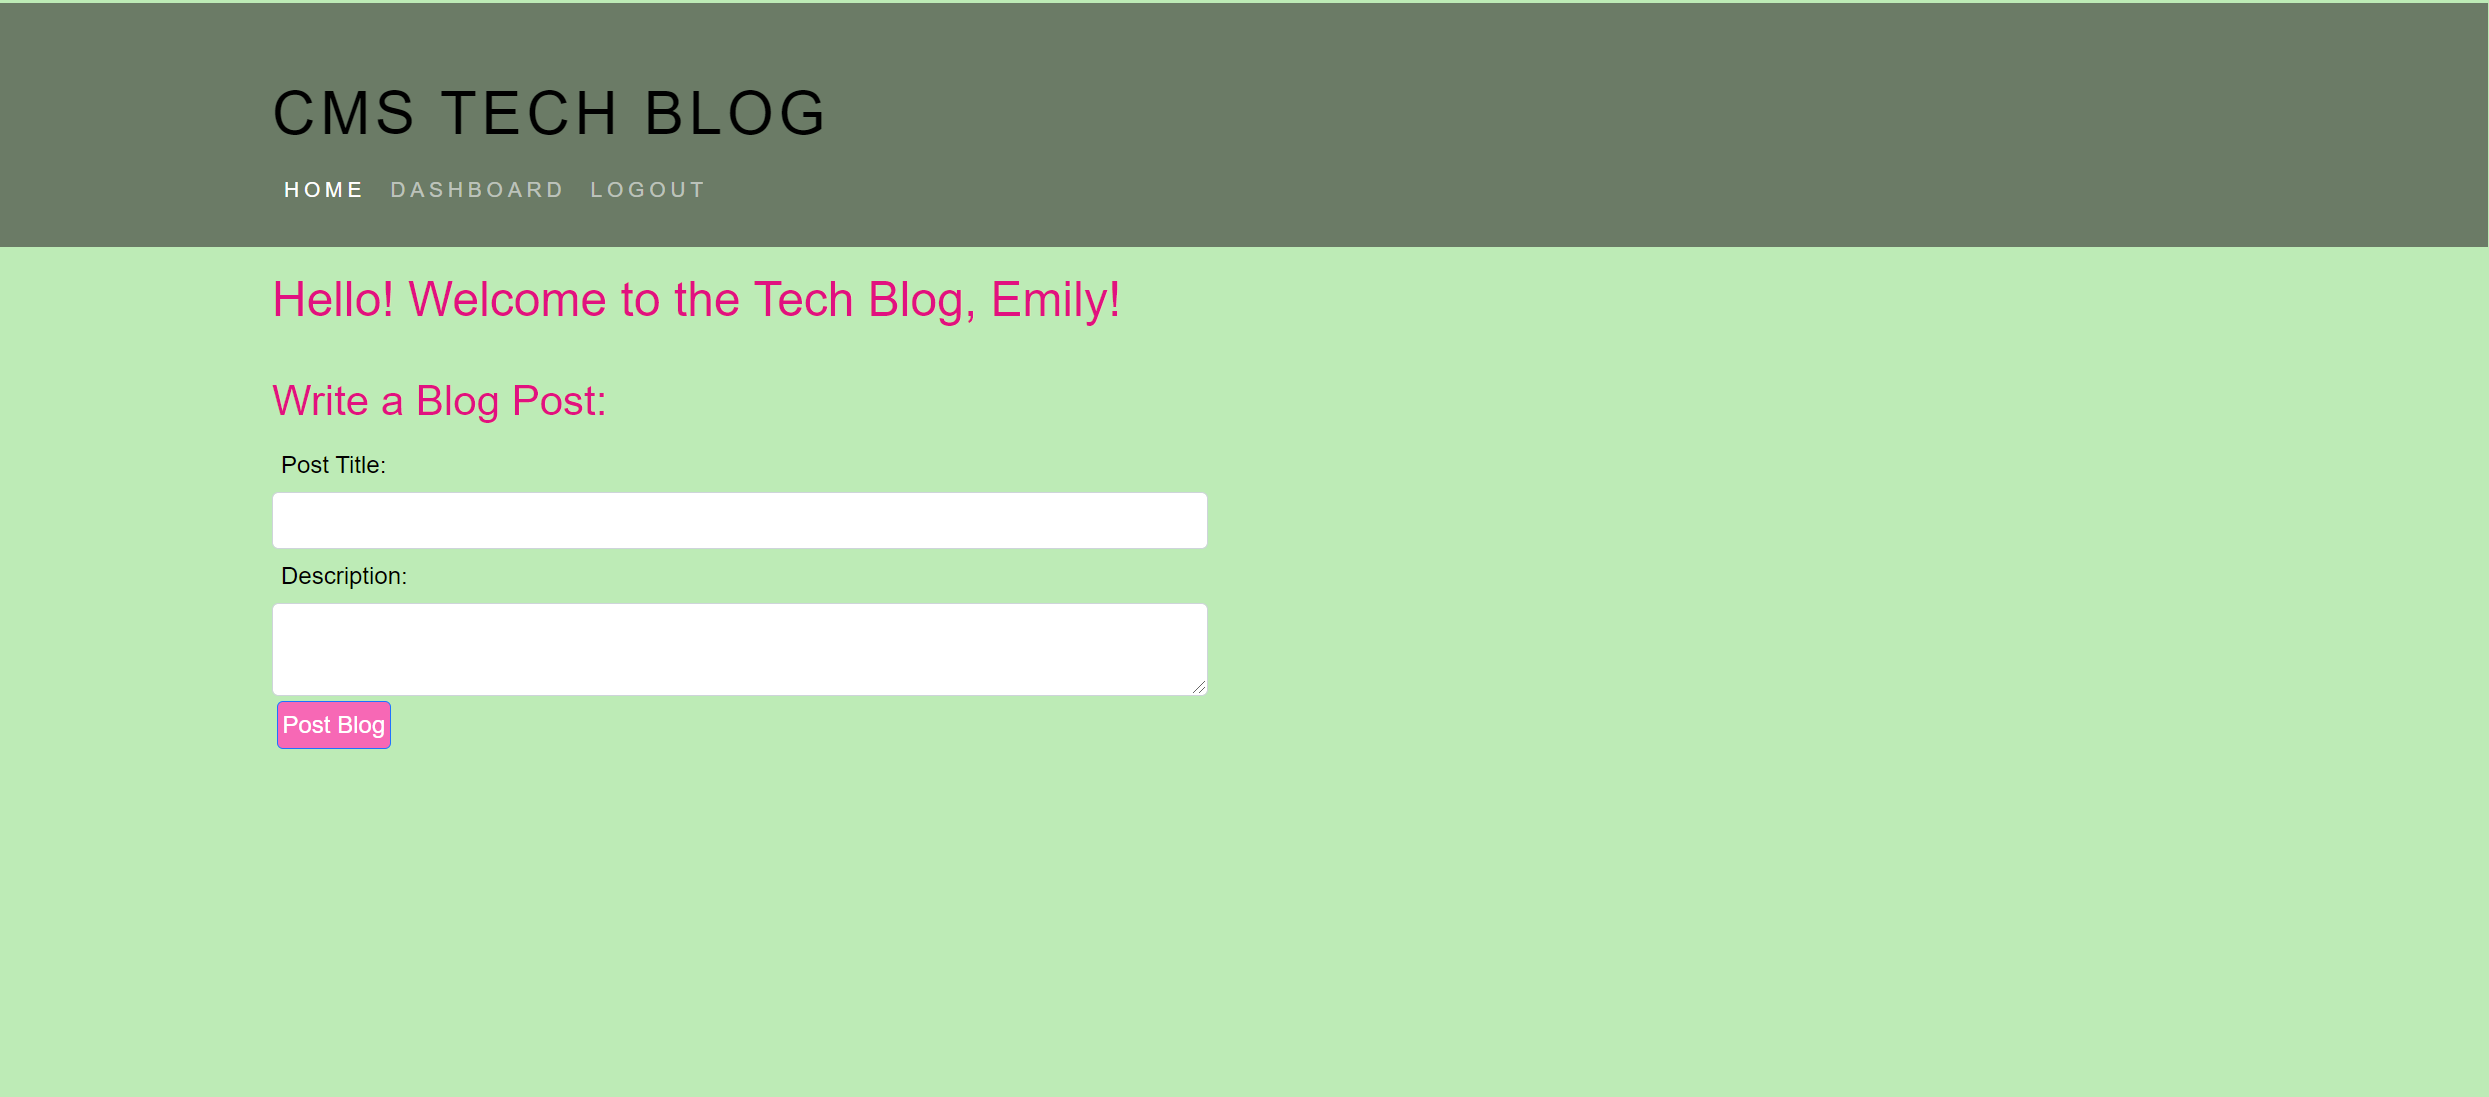 CMS TECH BLOG
HOME DASHBOARD LOGOUT
Hello! Welcome to the Tech Blog, Emily!
Write a Blog Post:
Post Title:
Description:
Post Blog